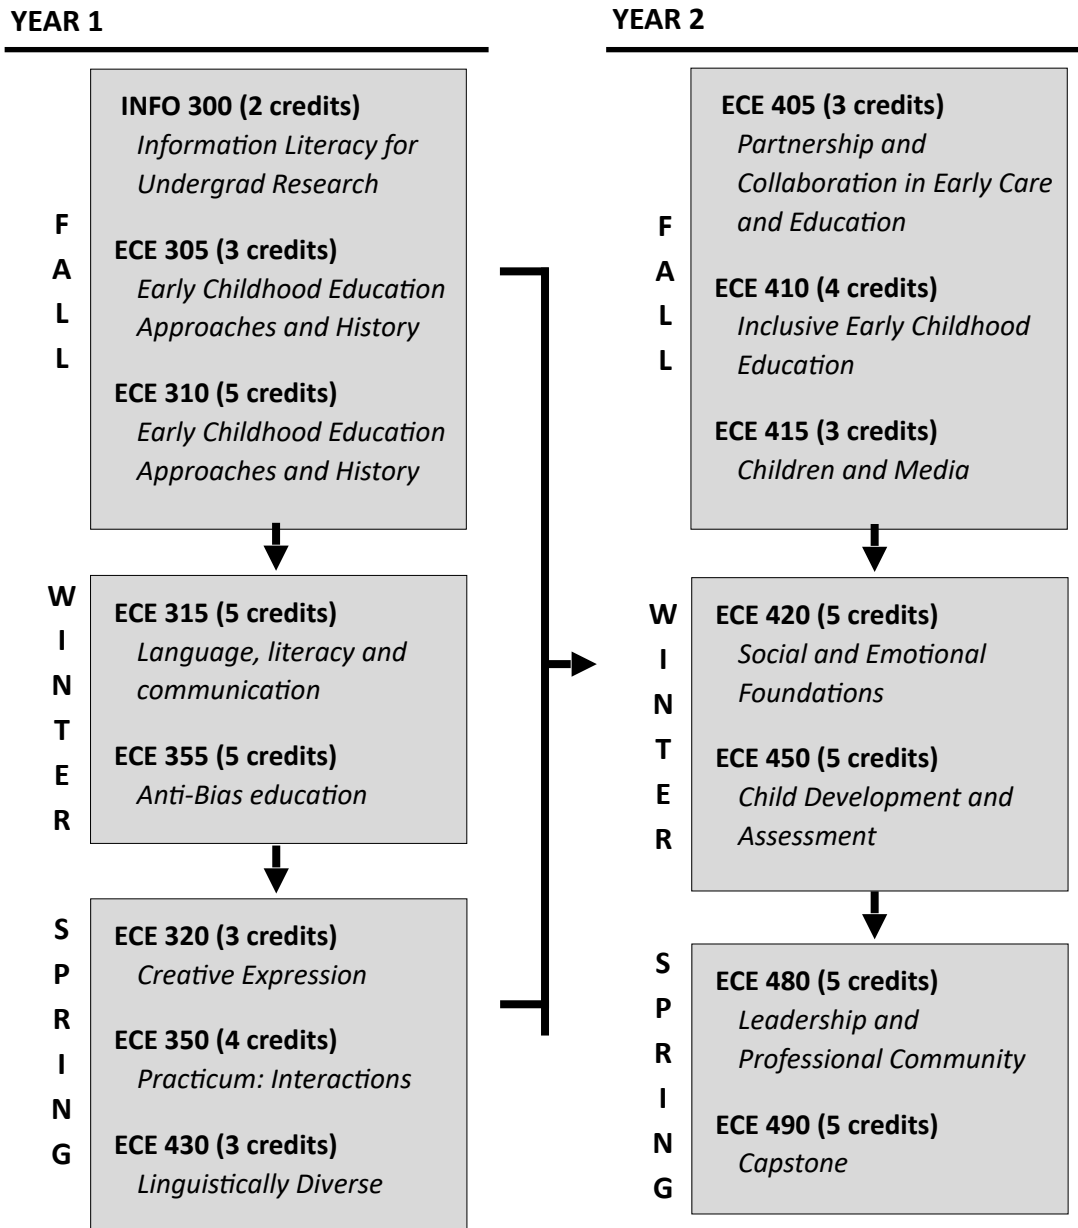 YEAR 1
FALL
INFO 300 (2 credits)
Information Literacy for
Undergrad Research
ECE 305 (3 credits)
Early Childhood Education
Approaches and History
ECE 310 (5 credits)
Early Childhood Education
Approaches and History
WINTER
ECE 315 (5 credits)
Language, literacy and
communication
ECE 355 (5 credits)
Anti-Bias education
SPRING
ECE 320 (3 credits)
Creative Expression
ECE 350 (4 credits)
Practicum: Interactions
ECE 430 (3 credits)
Linguistically Diverse
YEAR 2
FALL
ECE 405 (3 credits)
Partnership and
Collaboration in Early Care
and Education
ECE 410 (4 credits)
Inclusive Early Childhood
Education
ECE 415 (3 credits)
Children and Media
WINTER
ECE 420 (5 credits)
Social and Emotional
Foundations
ECE 450 (5 credits)
Child Development and
Assessment
SPRING
ECE 480 (5 credits)
Leadership and
Professional Community
ECE 490 (5 credits)
Capstone